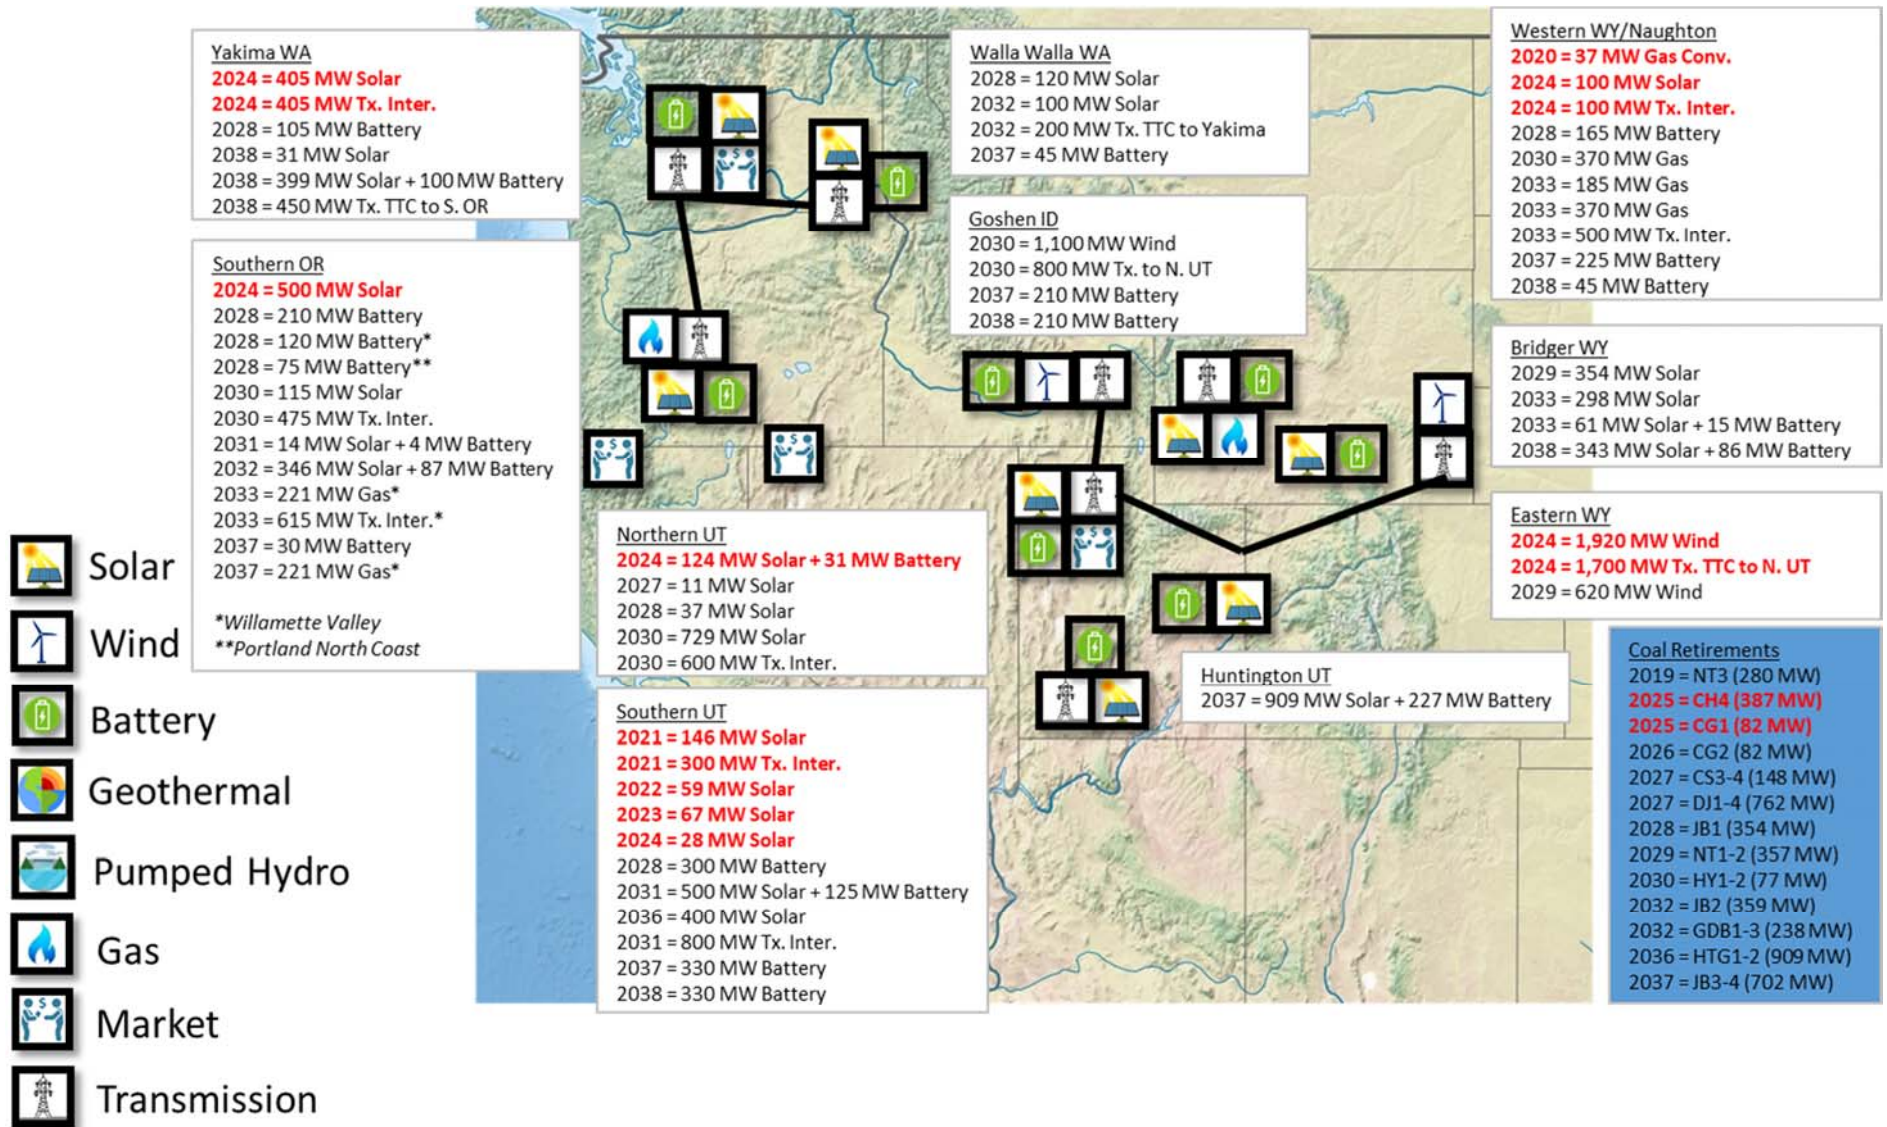 Yakima WA
2024 = 405 MW Solar
2024 = 405 MW Tx. Inter.
2028 = 105 MW Battery
2038 = 31 MW Solar
2038 = 399 MW Solar + 100 MW Battery
2038 = 450 MW Tx. TTC to S. OR
Southern OR
2024 = 500 MW Solar
2028 = 210 MW Battery
2028 = 120 MW Battery*
2028 = 75 MW Battery**
2030 = 115 MW Solar
2030 = 475 MW Tx. Inter.
2031 = 14 MW Solar + 4 MW Battery
2032 = 346 MW Solar + 87 MW Battery
2033 = 221 MW Gas*
2033 = 615 MW Tx. Inter.*
2037 = 30 MW Battery
2037 = 221 MW Gas*
*Willamette Valley
**Portland North Coast
Walla Walla WA
2028 = 120 MW Solar
2032 = 100 MW Solar
2032 = 200 MW Tx. TTC to Yakima
2037 = 45 MW Battery
Goshen ID
2030 = 1,100 MW Wind
2030 = 800 MW Tx. to N. UT
2037 = 210 MW Battery
2038 = 210 MW Battery
Western WY/Naughton
2020 = 37 MW Gas Conv.
2024 = 100 MW Solar
2024 = 100 MW Tx. Inter.
2028 = 165 MW Battery
2030 = 370 MW Gas
2033 = 185 MW Gas
2033 = 370 MW Gas
2033 = 500 MW Tx. Inter.
2037 = 225 MW Battery
2038 = 45 MW Battery
Bridger WY
2029 = 354 MW Solar
2033 = 298 MW Solar
2033 = 61 MW Solar + 15 MW Battery
2038 = 343 MW Solar + 86 MW Battery
Eastern WY
2024 = 1,920 MW Wind
2024 = 1,700 MW Tx. TTC to N. UT
2029 = 620 MW Wind
Northern UT
2024 = 124 MW Solar + 31 MW Battery
2027 = 11 MW Solar
2028 = 37 MW Solar
2030 = 729 MW Solar
2030 = 600 MW Tx. Inter.
Southern UT
2021 = 146 MW Solar
2021 = 300 MW Tx. Inter.
2022 = 59 MW Solar
2023 = 67 MW Solar
2024 = 28 MW Solar
2028 = 300 MW Battery
2031 = 500 MW Solar + 125 MW Battery
2036 = 400 MW Solar
2031 = 800 MW Tx. Inter.
2037 = 330 MW Battery
2038 = 330 MW Battery
Huntington UT
2037 = 909 MW Solar + 227 MW Battery
Coal Retirements
2019 = NT3 (280 MW)
2025 = CH4 (387 MW)
2025 = CG1 (82 MW)
2026 = CG2 (82 MW)
2027 = CS3-4 (148 MW)
2027 = DJ1-4 (762 MW)
2028 = JB1 (354 MW)
2029 = NT1-2 (357 MW)
2030 = HY1-2 (77 MW)
2032 = JB2 (359 MW)
2032 = GDB1-3 (238 MW)
2036 = HTG1-2 (909 MW)
2037 = JB3-4 (702 MW)
Solar
Wind
Battery
Geothermal
Pumped Hydro
Gas
Market
Transmission